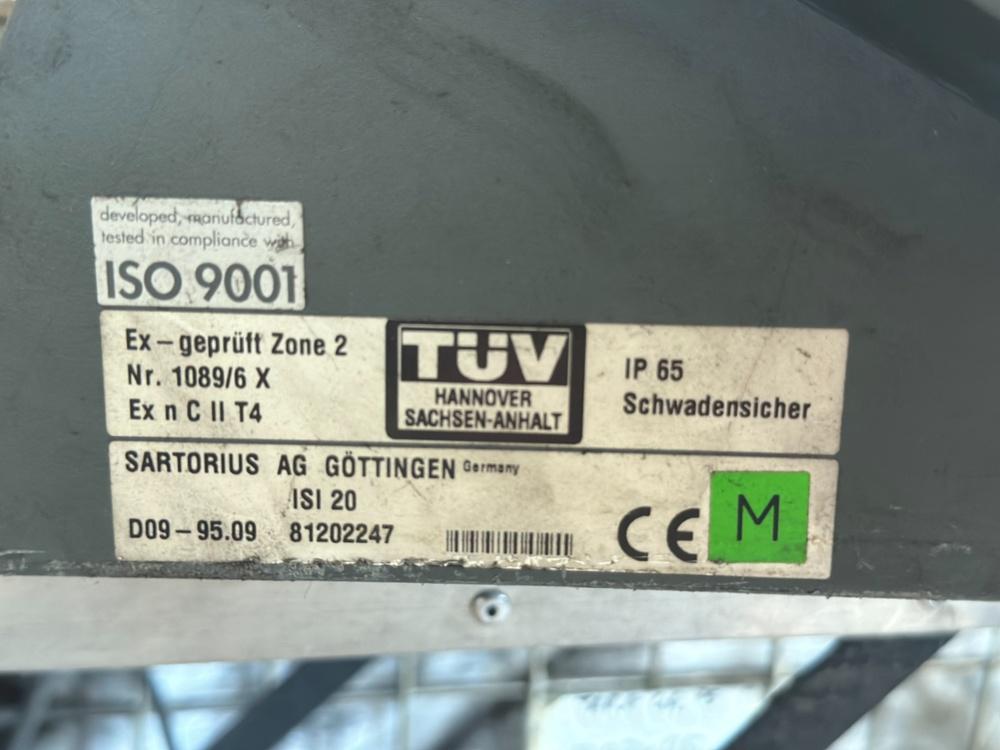 developed, manufactured,
tested in compliance with
ISO 9001
Ex – geprüft Zone 2
Nr. 1089/6 X
Ex n C II T4
TÜV
HANNOVER
SACHSEN-ANHALT
IP 65
Schwadensicher
SARTORIUS AG GÖTTINGEN Germany
ISI 20
D09 – 95.09 81202247
CE
M